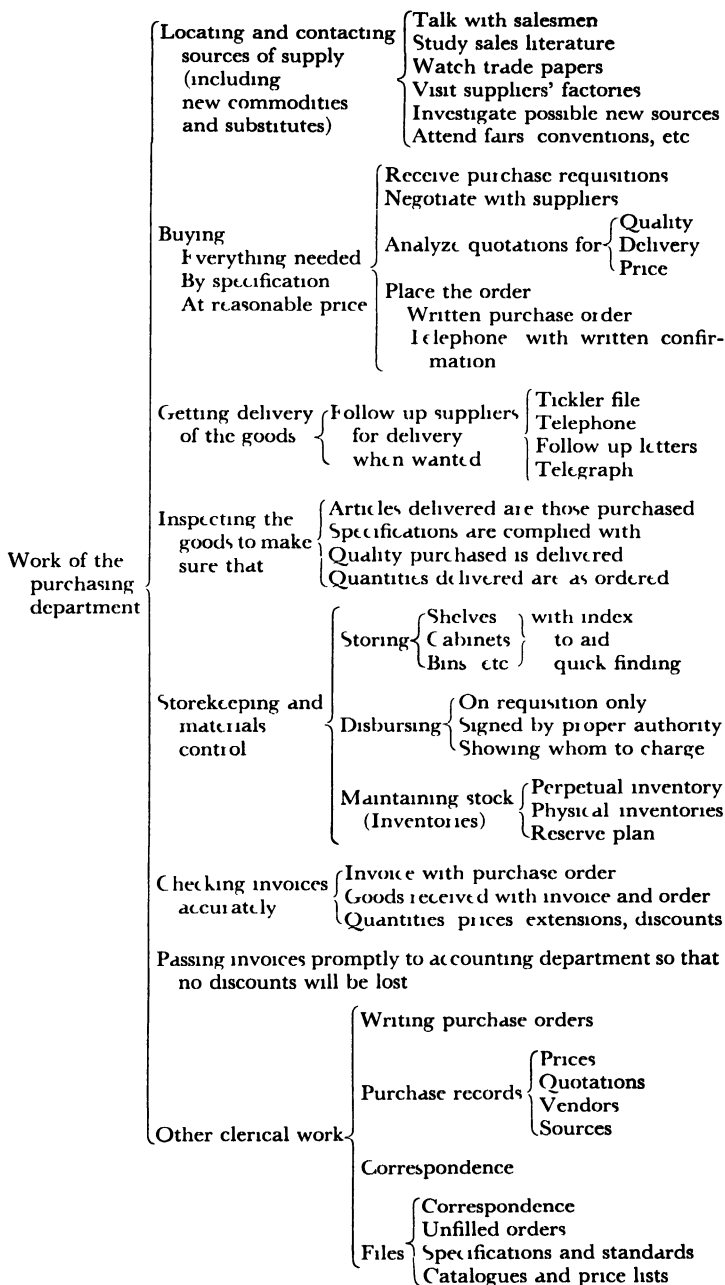 Work of the
purchasing
department
Locating and contacting
sources of supply
(including
new commodities
and substitutes)
Talk with salesmen
Study sales literature
Watch trade papers
Visit suppliers' factories
Investigate possible new sources
Attend fairs conventions, etc
Buying
Everything needed
By specification
At reasonable price
Receive purchase requisitions
Negotiate with suppliers
Analyze quotations for
Quality
Delivery
Price
Place the order
Written purchase order
Telephone with written confir-
mation
Getting delivery
of the goods
Follow up suppliers
for delivery
when wanted
Tickler file
Telephone
Follow up letters
Telegraph
Inspecting the
goods to make
sure that
Articles delivered are those purchased
Specifications are complied with
Quality purchased is delivered
Quantities delivered are as ordered
Storekeeping and
materials
control
Storing
Shelves
Cabinets
Bins etc
with index
to aid
quick finding
Disbursing
On requisition only
Signed by proper authority
Showing whom to charge
Maintaining stock
(Inventories)
Perpetual inventory
Physical inventories
Reserve plan
Checking invoices
accurately
Invoice with purchase order
Goods received with invoice and order
Quantities prices extensions, discounts
Passing invoices promptly to accounting department so that
no discounts will be lost
Other clerical work
Writing purchase orders
Purchase records
Prices
Quotations
Vendors
Sources
Correspondence
Files
Correspondence
Unfilled orders
Specifications and standards
Catalogues and price lists